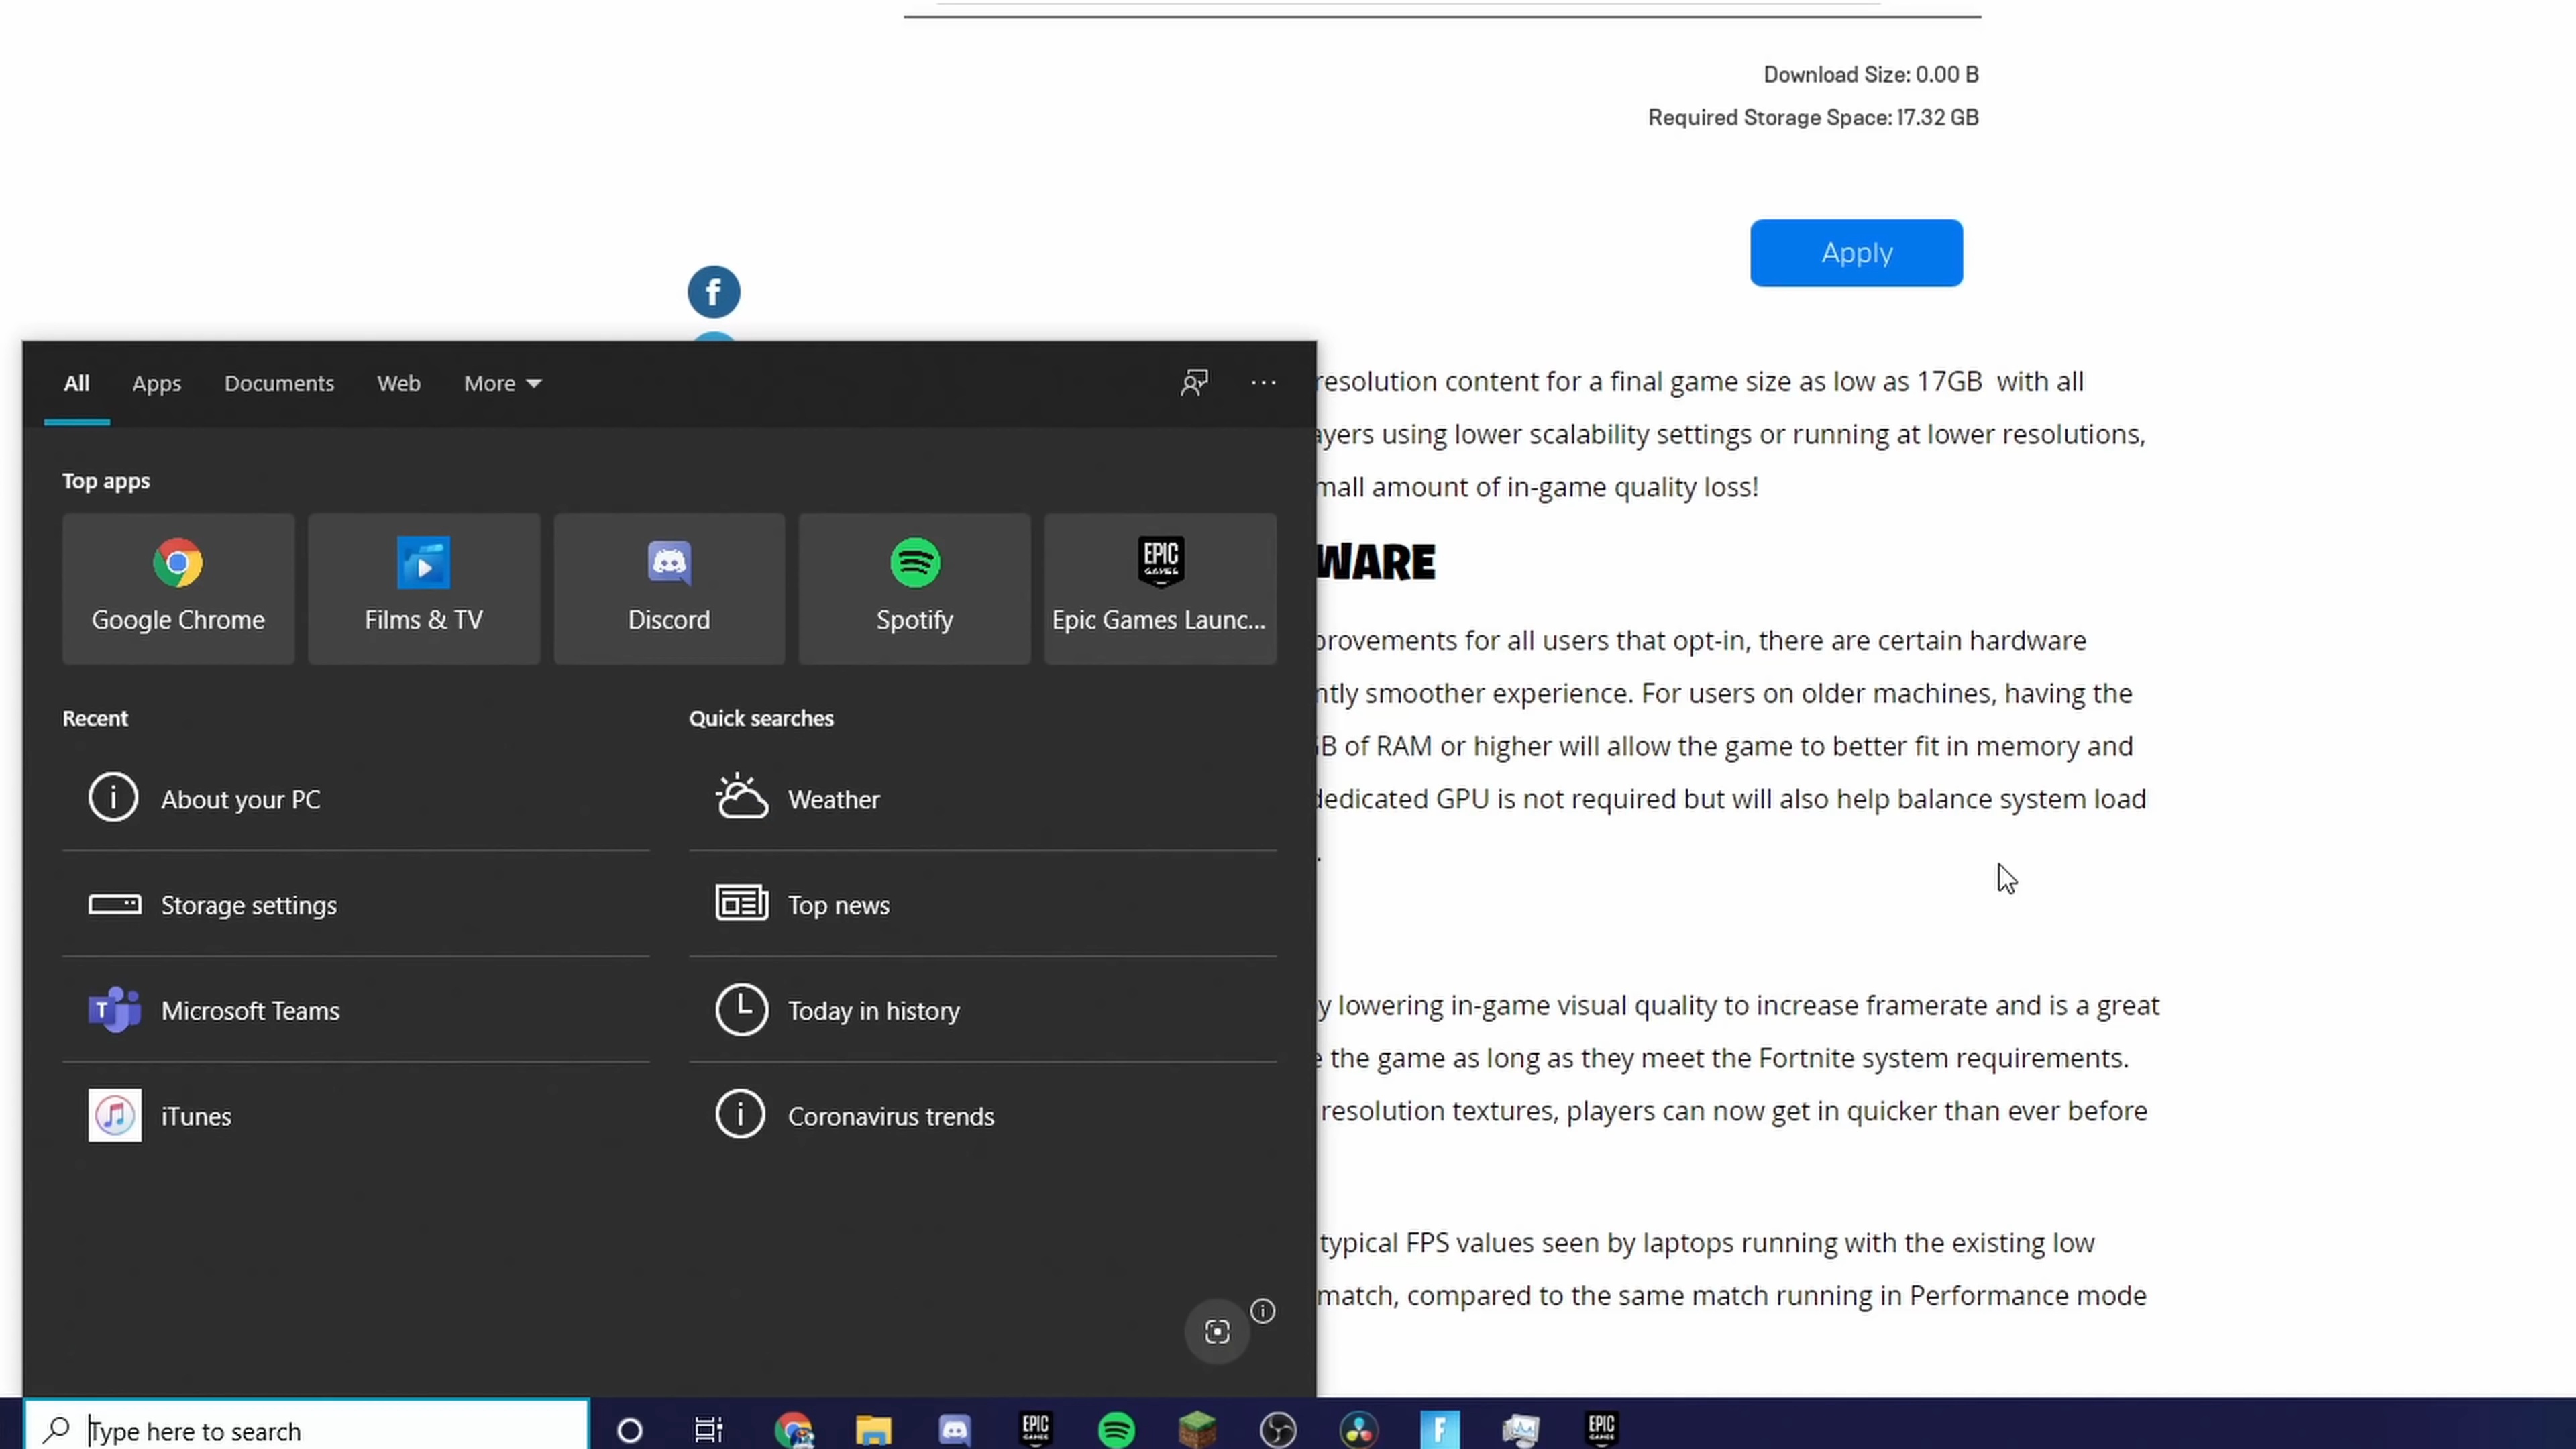 Download Size: 0.00 B
Required Storage Space: 17.32 GB
Apply
f
All Apps Documents Web More
Top apps
EPIC
GAMES
Google Chrome Films & TV Discord Spotify Epic Games Launc...
Recent
Quick searches
About your PC
Weather
Storage settings
Top news
T
Microsoft Teams
Today in history
iTunes
Coronavirus trends
resolution content for a final game size as low as 17GB with all
using lower scalability settings or running at lower resolutions,
amount of in-game quality loss!
WARE
for all users that opt-in, there are certain hardware
smoother experience. For users on older machines, having the
of RAM or higher will allow the game to better fit in memory and
dedicated GPU is not required but will also help balance system load
.
y lowering in-game visual quality to increase framerate and is a great
the game as long as they meet the Fortnite system requirements.
resolution textures, players can now get in quicker than ever before
typical FPS values seen by laptops running with the existing low
match, compared to the same match running in Performance mode
Type here to search
EPIC
GAMES
F
EPIC
GAMES